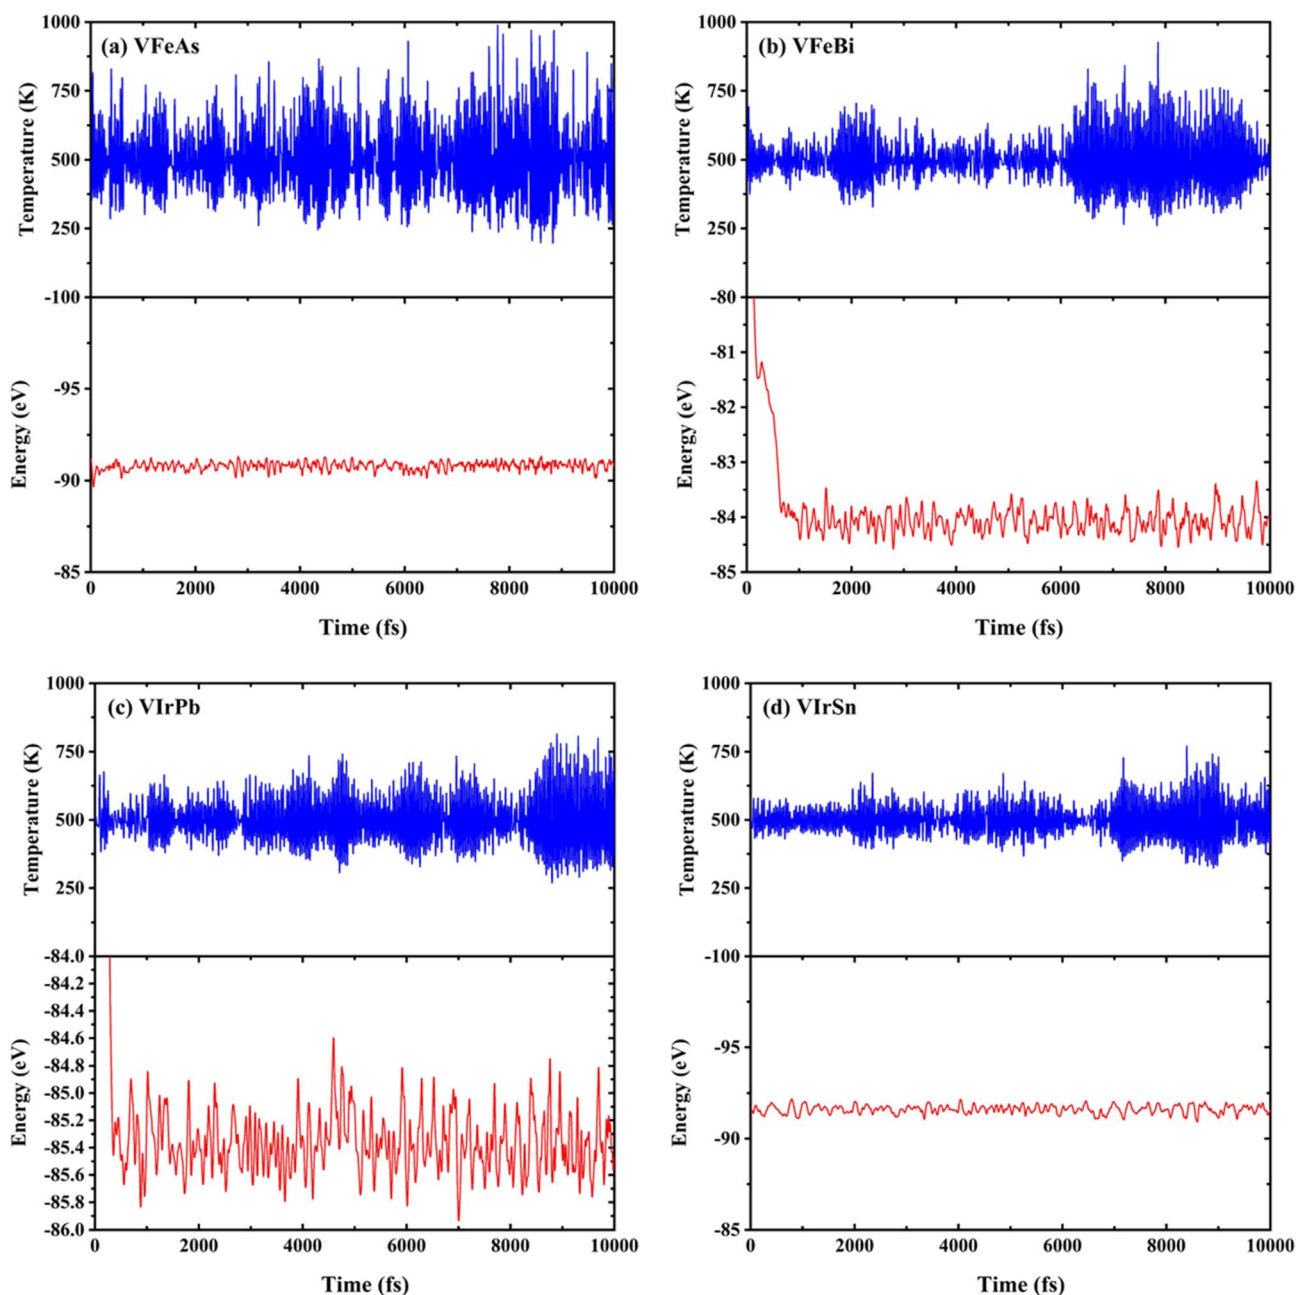 (a) VFeAs
Temperature (K)
1000
750
500
250
-100
-95
-90
-85
Energy (eV)
0 2000 4000 6000 8000 10000
Time (fs)
(b) VFeBi
Temperature (K)
1000
750
500
250
-80
-81
-82
-83
-84
-85
Energy (eV)
0 2000 4000 6000 8000 10000
Time (fs)
(c) VIrPb
Temperature (K)
1000
750
500
250
-84.0
-84.2
-84.4
-84.6
-84.8
-85.0
-85.2
-85.4
-85.6
-85.8
-86.0
Energy (eV)
0 2000 4000 6000 8000 10000
Time (fs)
(d) VIrSn
Temperature (K)
1000
750
500
250
-100
-95
-90
-85
Energy (eV)
0 2000 4000 6000 8000 10000
Time (fs)